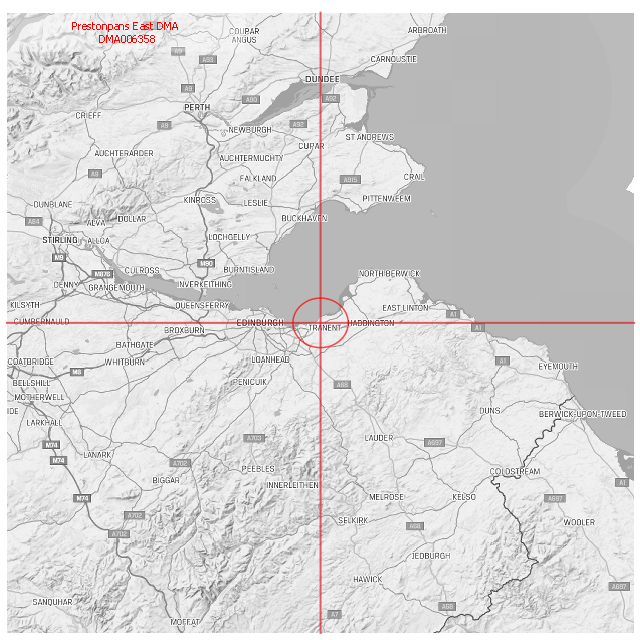 Prestonpans East DMA
DMA006358
COUPAR
ANGUS
ARBROATH
A9
A93
CARNOUSTIE
DUNDEE
A9
A90
A92
PERTH
CRIEFF
A9
NEWBURGH
A92
ST ANDREWS
CUPAR
AUCHTERARDER
AUCHTERMUCHTY
A9
FALKLAND
A915
CRAIL
DUNBLANE
KINROSS
LESLIE
PITTENWEEM
A84
ALVA
DOLLAR
BUCKHAVEN
STIRLING
ALLOA
LOCHGELLY
M9
M90
M876
CULROSS
BURNTISLAND
NORTH BERWICK
DENNY
GRANGEMOUTH
INVERKEITHING
KILSYTH
QUEENSFERRY
EAST LINTON
A1
CUMBERNAULD
BROXBURN
EDINBURGH
TRANENT
HADDINGTON
A1
BATHGATE
COATBRIDGE
WHITBURN
LOANHEAD
A1
EYEMOUTH
M8
BELLSHILL
PENICUIK
A68
MOTHERWELL
IDE
DUNS
BERWICK-UPON-TWEED
LARKHALL
A703
LAUDER
A697
M74
LANARK
M74
A702
PEEBLES
COLDSTREAM
BIGGAR
INNERLEITHEN
A1
M74
MELROSE
KELSO
A697
A702
SELKIRK
A68
WOOLER
A702
JEDBURGH
HAWICK
A697
SANQUHAR
A68
A7
MOFFAT